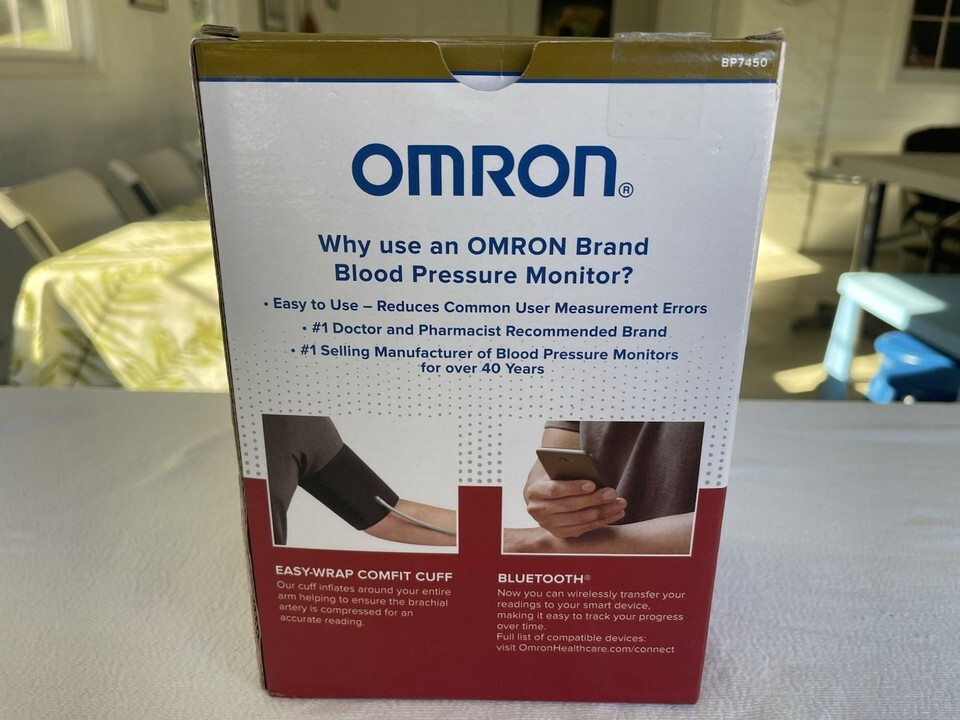 BP7450
OMRON®
Why use an OMRON Brand
Blood Pressure Monitor?
• Easy to Use – Reduces Common User Measurement Errors
• #1 Doctor and Pharmacist Recommended Brand
• #1 Selling Manufacturer of Blood Pressure Monitors
for over 40 Years
EASY-WRAP COMFIT CUFF
Our cuff inflates around your entire
arm helping to ensure the brachial
artery is compressed for an
accurate reading.
BLUETOOTH®
Now you can wirelessly transfer your
readings to your smart device,
making it easy to track your progress
over time.
Full list of compatible devices:
visit OmronHealthcare.com/connect